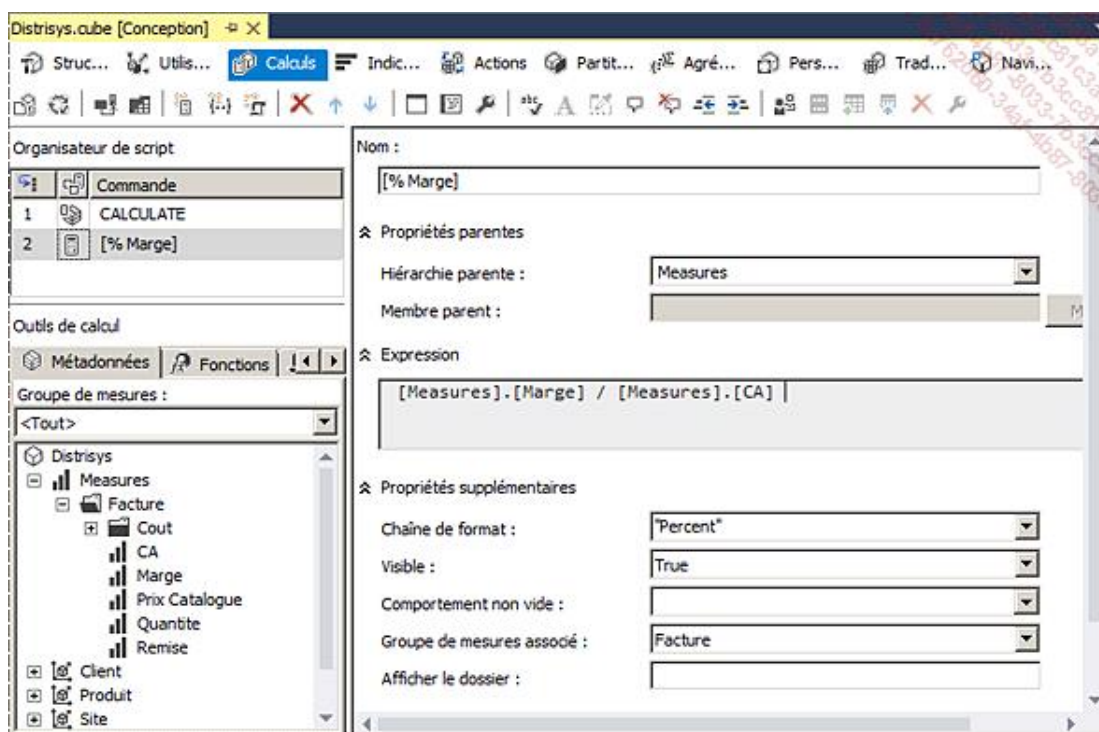 Distrisys.cube [Conception]
Struc... Utilis... Calculs Indic... Actions Partit... Agré... Pers... Trad... Navi...
Organisateur de script
Commande
1 CALCULATE
2 [% Marge]
Outils de calcul
Métadonnées Fonctions
Groupe de mesures :
<Tout>
Distrisys
Measures
Facture
Cout
CA
Marge
Prix Catalogue
Quantite
Remise
Client
Produit
Site
Nom :
[% Marge]
Propriétés parentes
Hiérarchie parente : Measures
Membre parent : M
Expression
[Measures].[Marge] / [Measures].[CA]
Propriétés supplémentaires
Chaîne de format : "Percent"
Visible : True
Comportement non vide :
Groupe de mesures associé : Facture
Afficher le dossier :